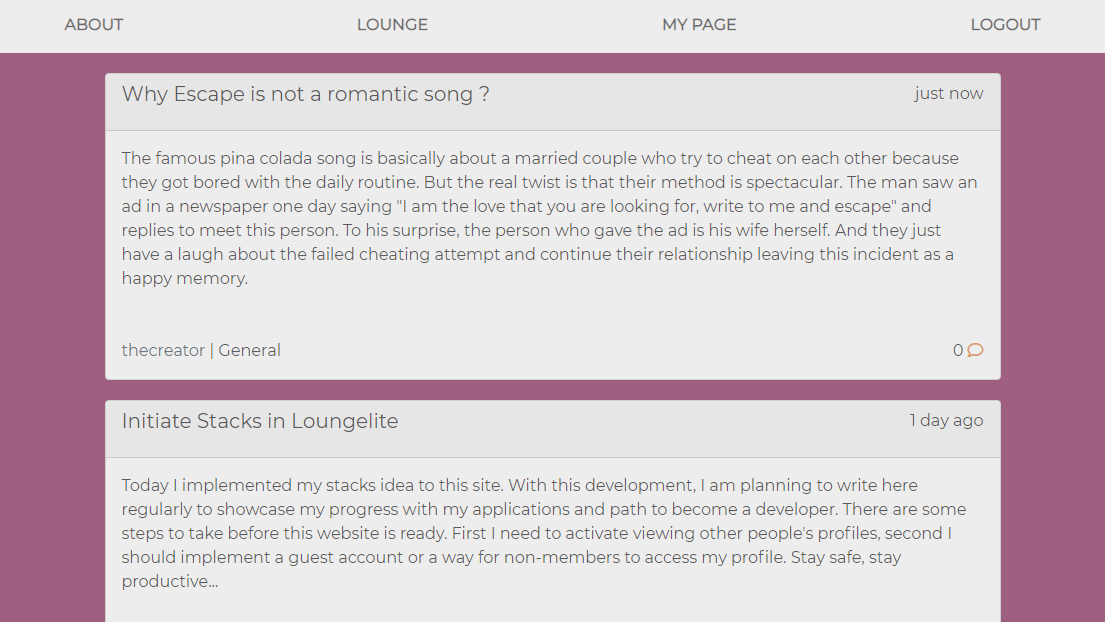 ABOUT LOUNGE MY PAGE LOGOUT
Why Escape is not a romantic song ? just now
The famous pina colada song is basically about a married couple who try to cheat on each other because
they got bored with the daily routine. But the real twist is that their method is spectacular. The man saw an
ad in a newspaper one day saying "I am the love that you are looking for, write to me and escape" and
replies to meet this person. To his surprise, the person who gave the ad is his wife herself. And they just
have a laugh about the failed cheating attempt and continue their relationship leaving this incident as a
happy memory.
thecreator | General 0
Initiate Stacks in Loungelite 1 day ago
Today I implemented my stacks idea to this site. With this development, I am planning to write here
regularly to showcase my progress with my applications and path to become a developer. There are some
steps to take before this website is ready. First I need to activate viewing other people's profiles, second I
should implement a guest account or a way for non-members to access my profile. Stay safe, stay
productive...